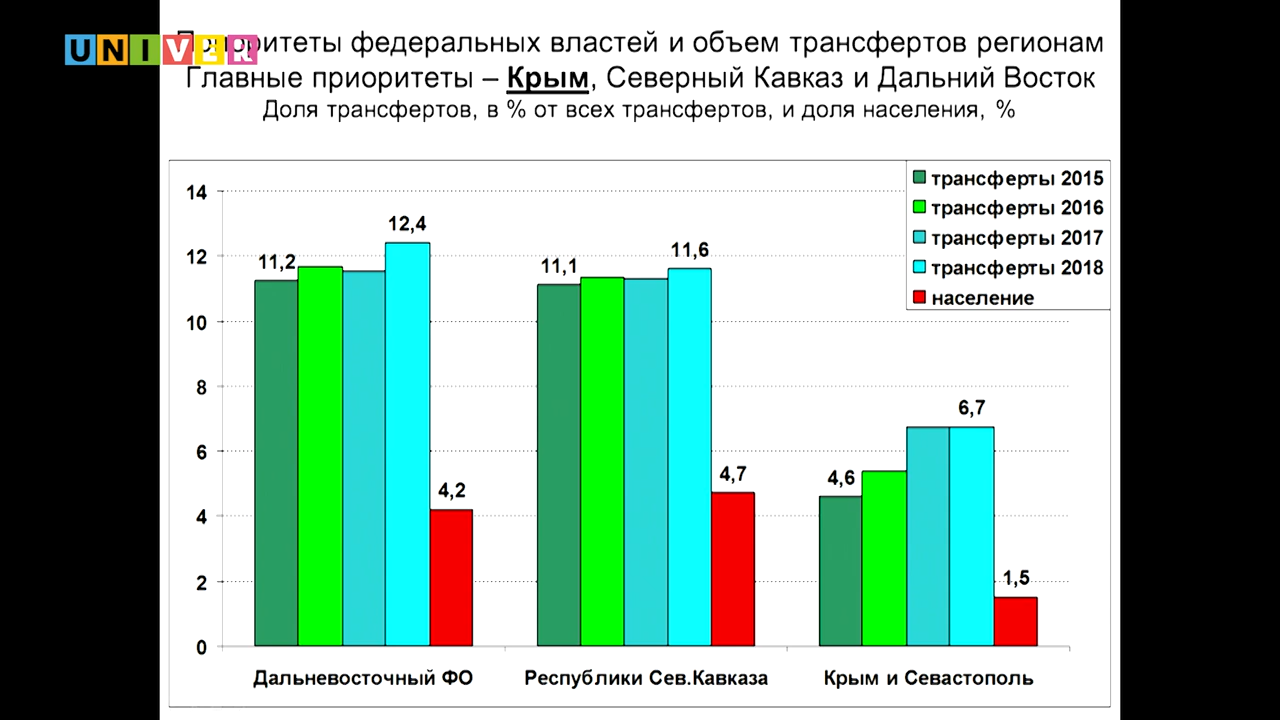 UNIVER
федеральных властей и объем трансфертов регионам
Главные приоритеты – Крым, Северный Кавказ и Дальний Восток
Доля трансфертов, в % от всех трансфертов, и доля населения, %
трансферты 2015
трансферты 2016
трансферты 2017
трансферты 2018
население
14
12
10
8
6
4
2
0
11,2
12,4
4,2
11,1
11,6
4,7
4,6
6,7
1,5
Дальневосточный ФО
Республики Сев.Кавказа
Крым и Севастополь